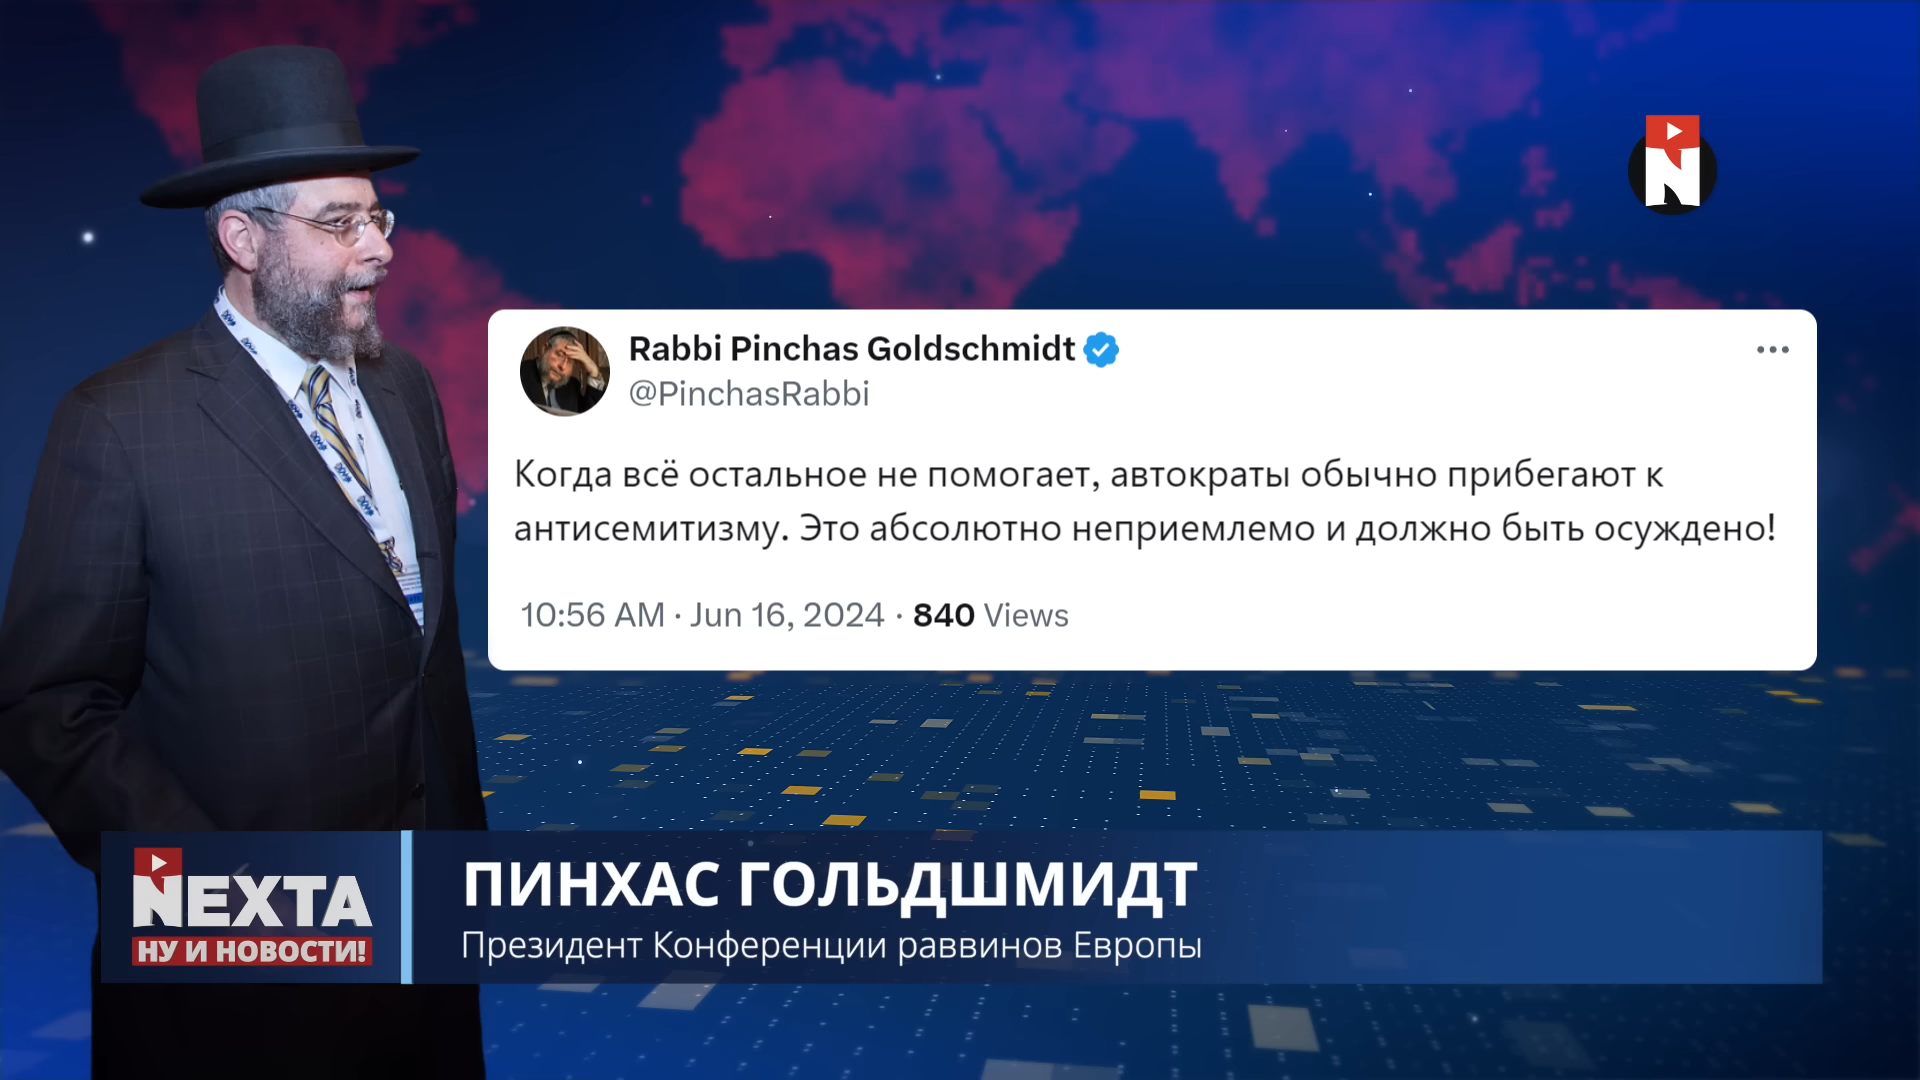 N
Rabbi Pinchas Goldschmidt
@PinchasRabbi
Когда всё остальное не помогает, автократы обычно прибегают к
антисемитизму. Это абсолютно неприемлемо и должно быть осуждено!
10:56 AM · Jun 16, 2024 · 840 Views
NEXTA
НУ И НОВОСТИ!
ПИНХАС ГОЛЬДШМИДТ
Президент Конференции раввинов Европы